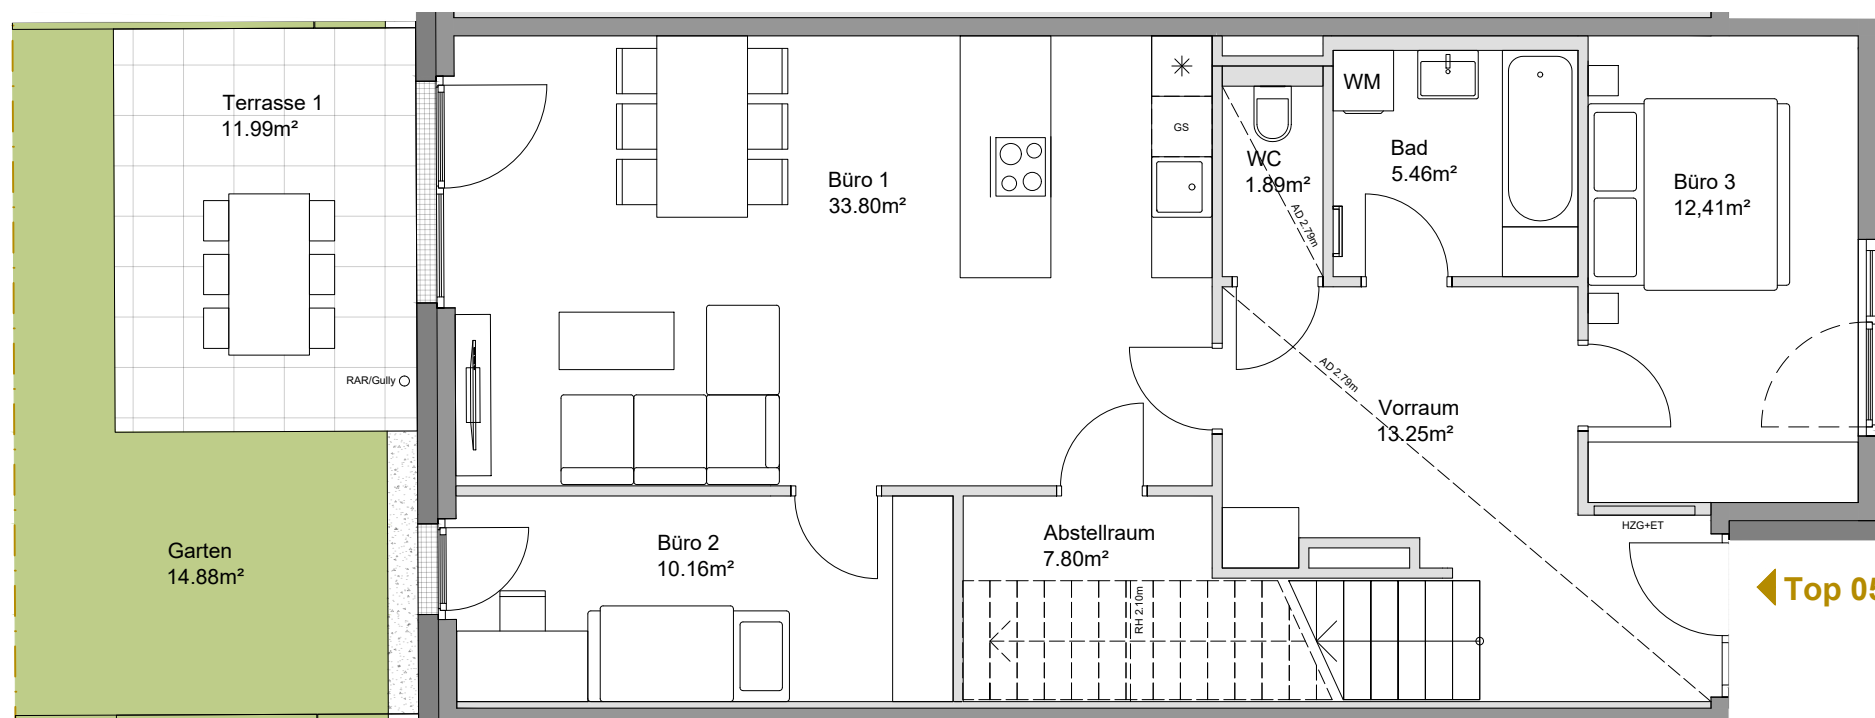 Terrasse 1
11.99m²
RAR/Gully
Garten
14.88m²
Büro 1
33.80m²
GS
WC
1.89m²
AD 2.79m
WM
Bad
5.46m²
Büro 3
12,41m²
AD 2.79m
Vorraum
13.25m²
HZG+ET
Büro 2
10.16m²
Abstellraum
7.80m²
RH 2.10m
Top 05